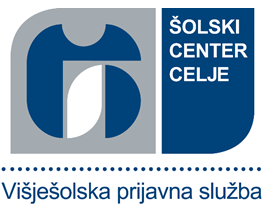 ŠOLSKI
CENTER
CELJE
Višješolska prijavna služba